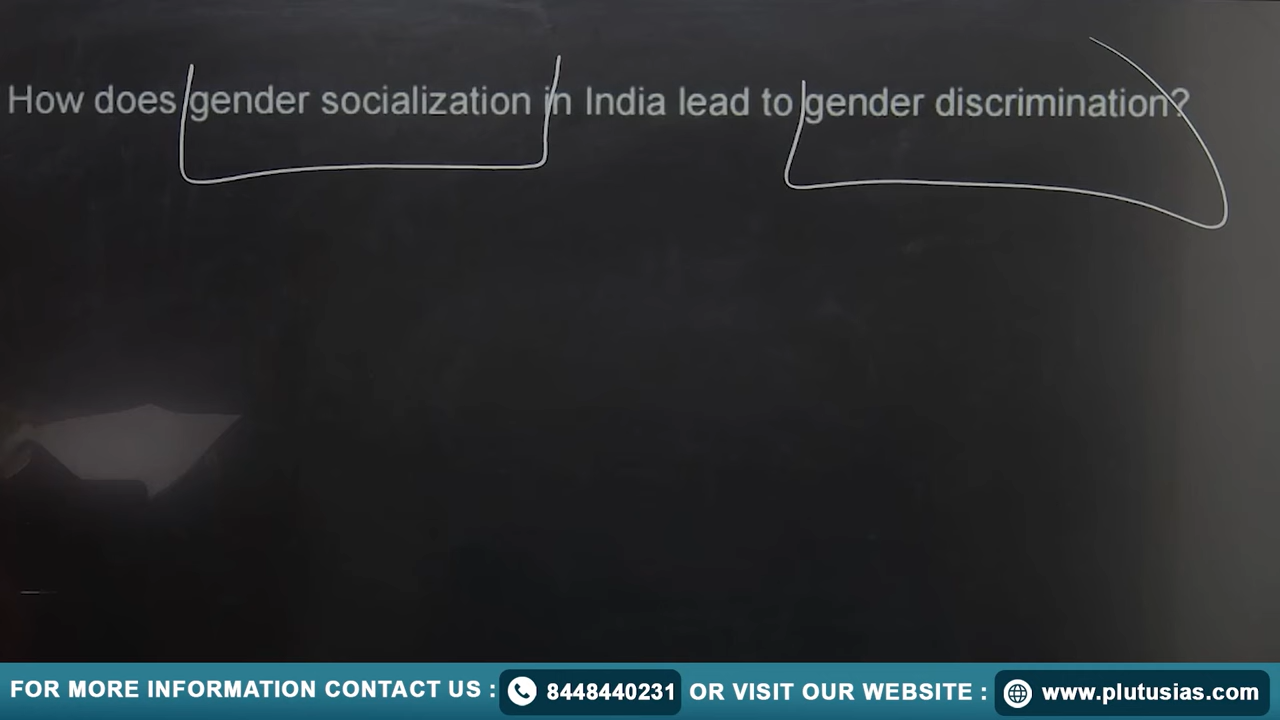 How does gender socialization in India lead to gender discrimination?
FOR MORE INFORMATION CONTACT US : 8448440231 OR VISIT OUR WEBSITE : www.plutusias.com